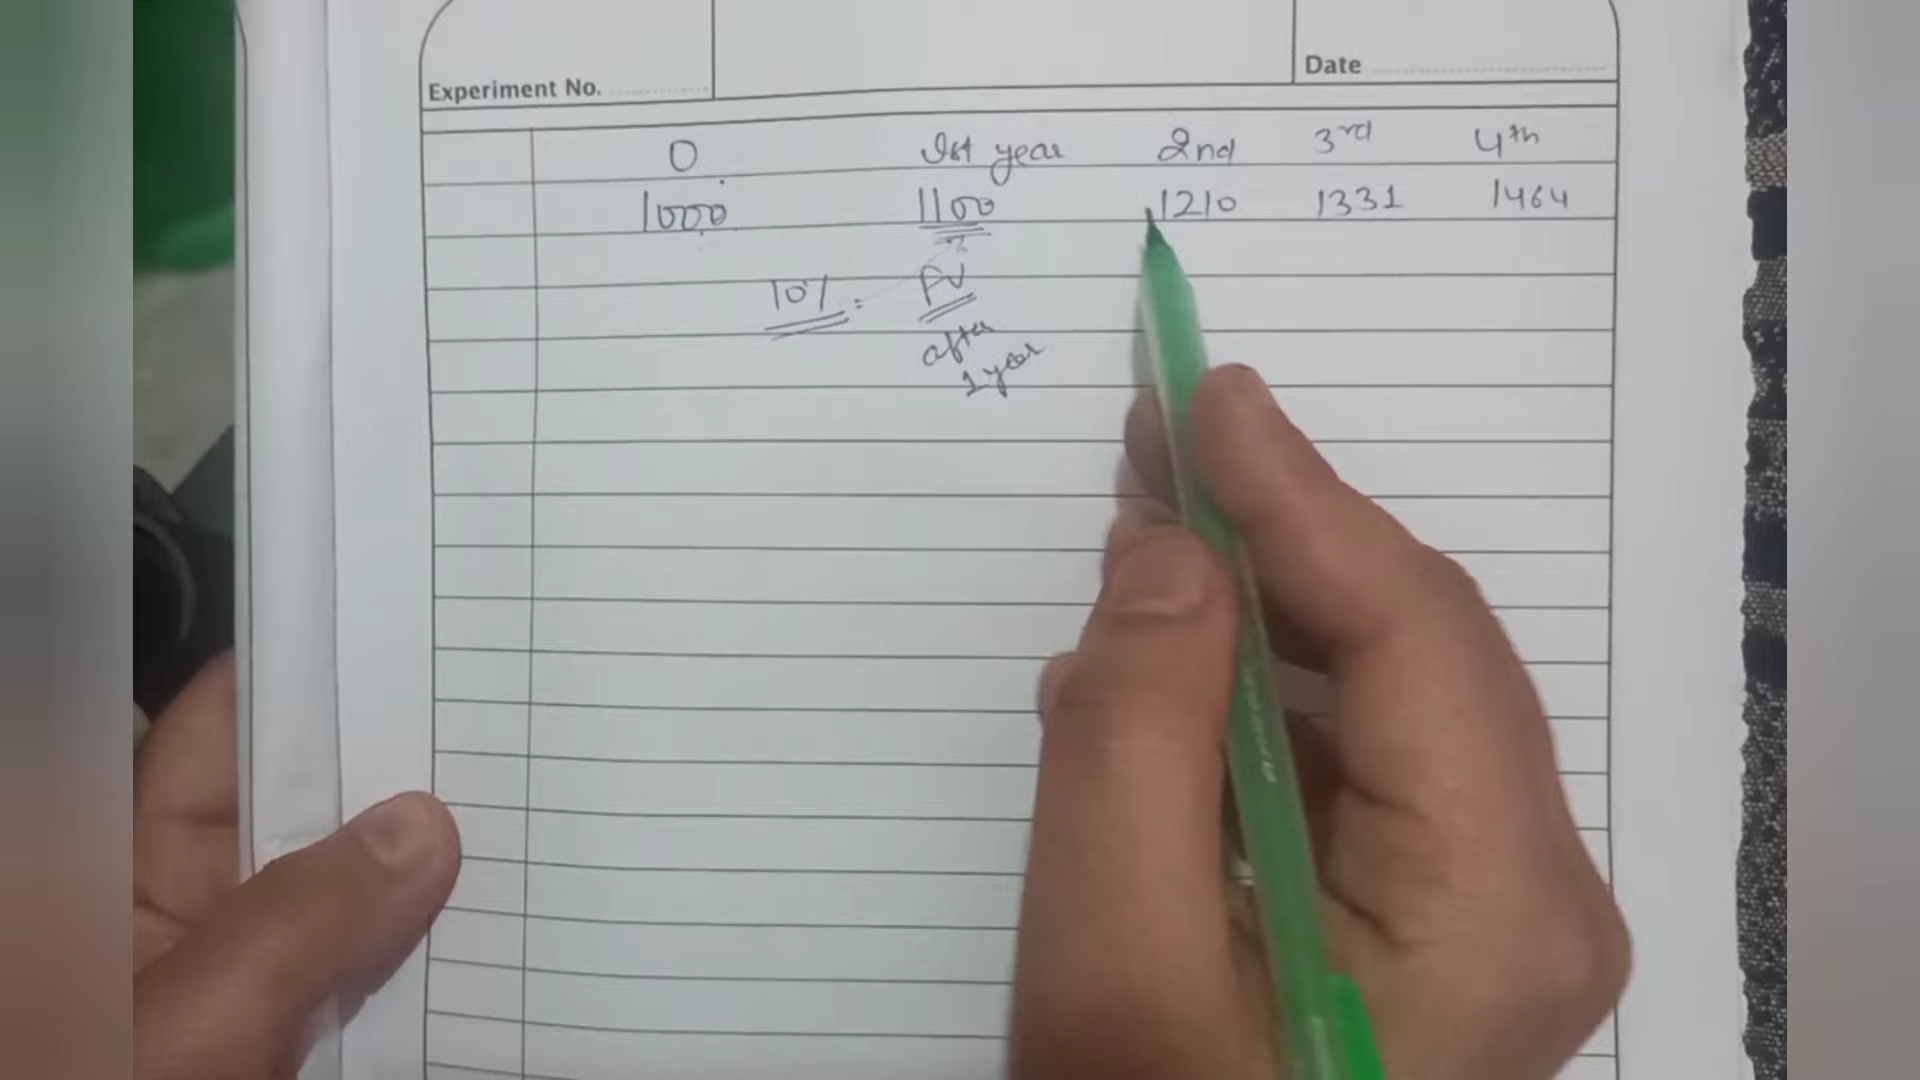 Experiment No.
Date
0 Ist year 2nd 3rd 4th
1000 1100 1210 1331 1464
10% = FV
after
1 year